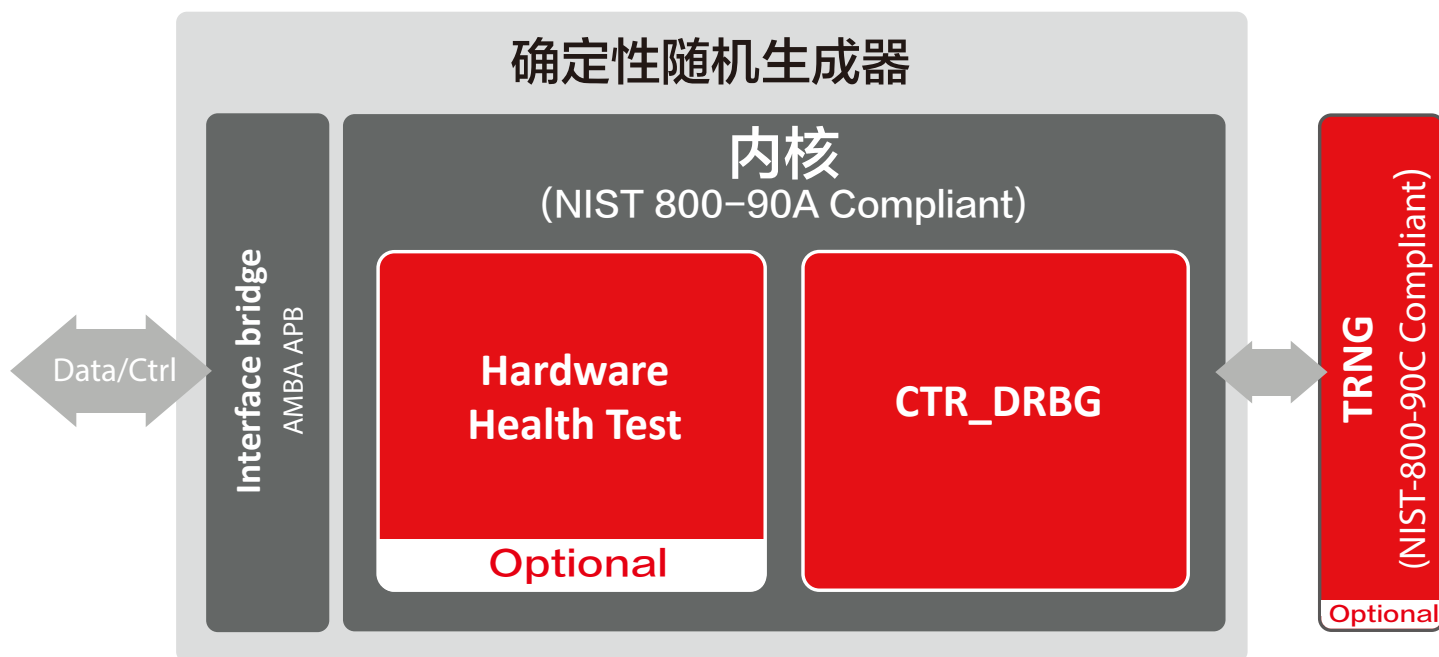 确定性随机生成器
内核
(NIST 800-90A Compliant)
Data/Ctrl
Interface bridge
AMBA APB
Hardware
Health Test
Optional
CTR_DRBG
TRNG
(NIST-800-90C Compliant)
Optional